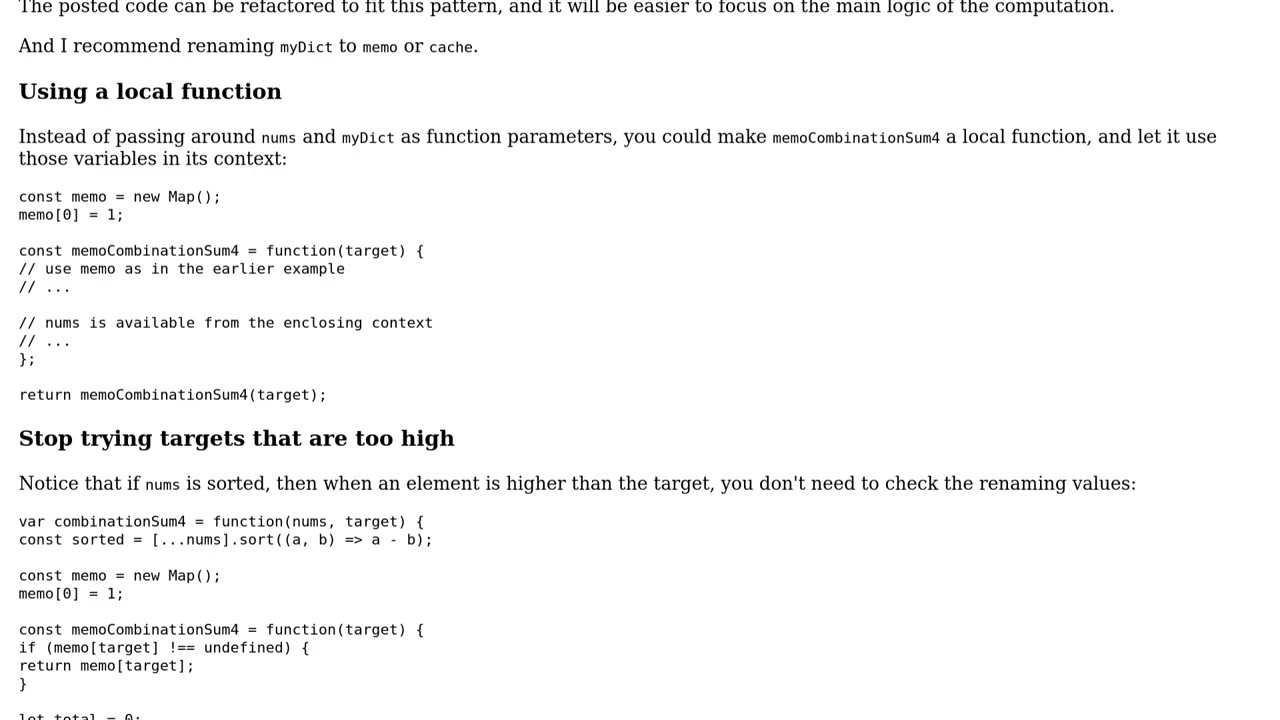 The posted code can be refactored to fit this pattern, and it will be easier to focus on the main logic of the computation.
And I recommend renaming myDict to memo or cache.
Using a local function
Instead of passing around nums and myDict as function parameters, you could make memoCombinationSum4 a local function, and let it use
those variables in its context:
const memo = new Map();
memo[0] = 1;
const memoCombinationSum4 = function(target) {
// use memo as in the earlier example
// ...
// nums is available from the enclosing context
// ...
};
return memoCombinationSum4(target);
Stop trying targets that are too high
Notice that if nums is sorted, then when an element is higher than the target, you don't need to check the renaming values:
var combinationSum4 = function(nums, target) {
const sorted = [...nums].sort((a, b) => a - b);
const memo = new Map();
memo[0] = 1;
const memoCombinationSum4 = function(target) {
if (memo[target] !== undefined) {
return memo[target];
}
let total = 0;